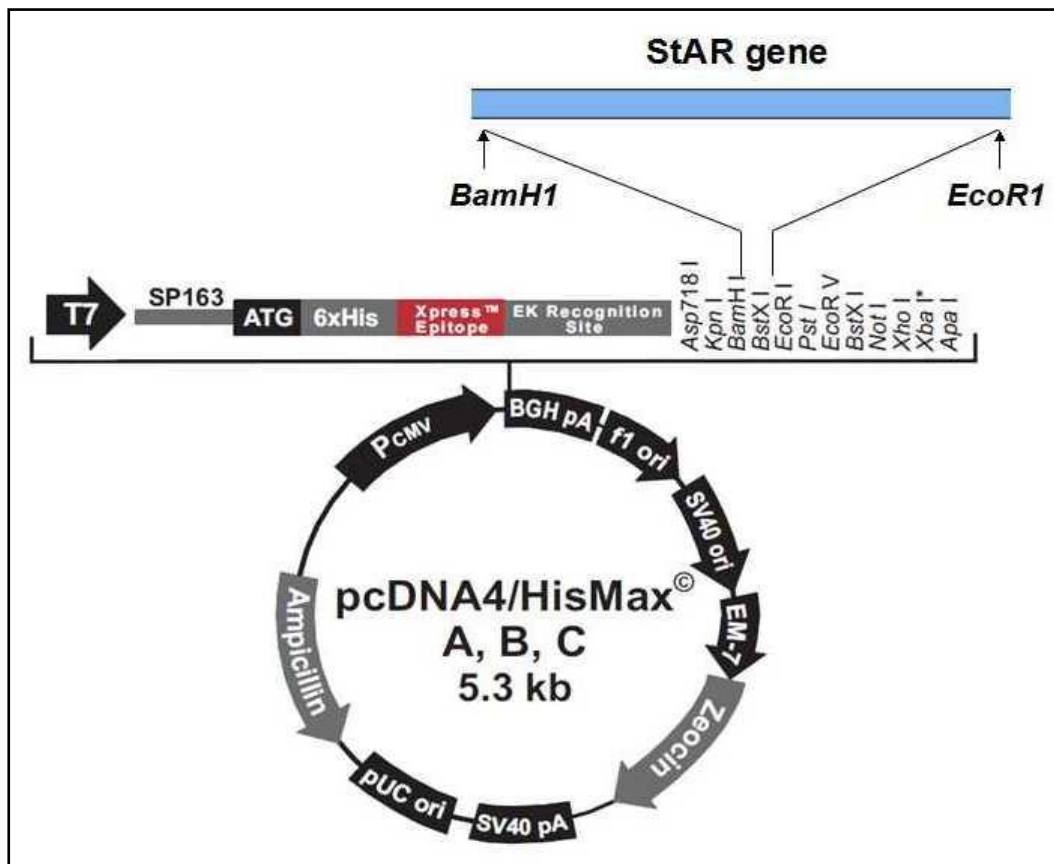 StAR gene
BamH1
EcoR1
T7
SP163
ATG
6xHis
Xpress™
Epitope
EK Recognition
Site
Asp718 I
Kpn I
BamH I
BstX I
EcoR I
Pst I
EcoR V
BstX I
Not I
Xho I
Xba I*
Apa I
PCMV
BGH pA
f1 ori
SV40 ori
EM-7
Zeocin
SV40 pA
pUC ori
Ampicillin
pcDNA4/HisMax©
A, B, C
5.3 kb